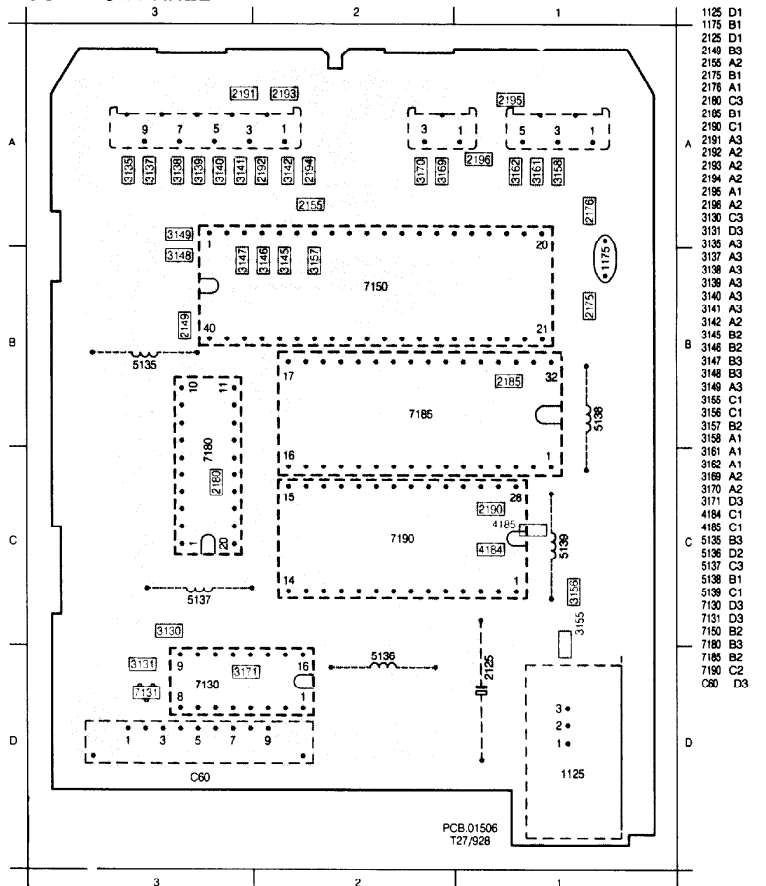 3 2 1
2191 2193 2195
9 7 5 3 1 3 1 5 3 1
A A
3135 3137 3138 3139 3140 3141 2192 3142 2194 3170 3169 2196 3162 3161 3158
2155 2176
3149 1 20
3148 3147 3146 3145 3157 1175
7150
2149 40 21 2175
B B
5135 17 32
10 11 2185
7185 5138
7180
16 1
2180 15 28
2190
4185
C 7190 4184 5139 C
1 20
14 1
5137 3156
3155
3130
3131 9 16 5136
7131 7130 3171 2125
8 1
3
2
D 1 3 5 7 9 1 D
C60 1125
PCB.01506
T27/928
3 2 1
1125 D1
1175 B1
2125 D1
2149 B3
2155 A2
2175 B1
2176 A1
2180 C3
2185 B1
2190 C1
2191 A3
2192 A2
2193 A2
2194 A2
2195 A1
2196 A2
3130 C3
3131 D3
3135 A3
3137 A3
3138 A3
3139 A3
3140 A3
3141 A3
3142 A2
3145 B2
3146 B2
3147 B3
3148 B3
3149 A3
3155 C1
3156 C1
3157 B2
3158 A1
3161 A1
3162 A1
3169 A2
3170 A2
3171 D3
4184 C1
4185 C1
5135 B3
5136 D2
5137 C3
5138 B1
5139 C1
7130 D3
7131 D3
7150 B2
7180 B3
7185 B2
7190 C2
C60 D3